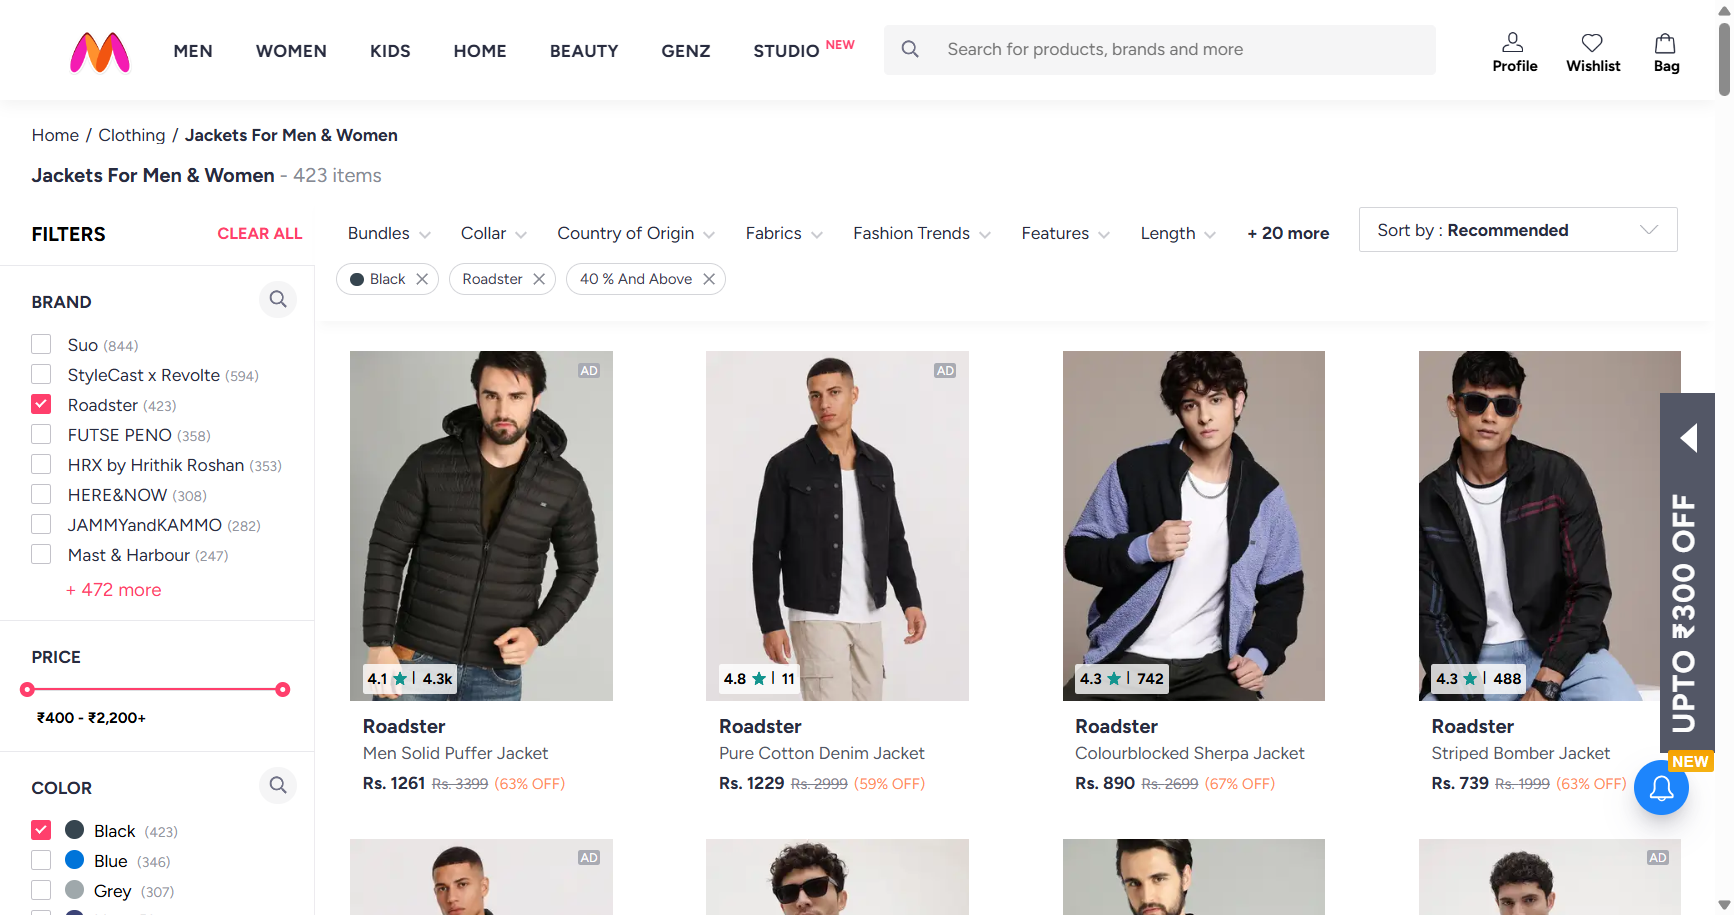 MEN WOMEN KIDS HOME BEAUTY GENZ STUDIO NEW Search for products, brands and more Profile Wishlist Bag
Home / Clothing / Jackets For Men & Women
Jackets For Men & Women - 423 items
FILTERS CLEAR ALL
Bundles Collar Country of Origin Fabrics Fashion Trends Features Length + 20 more Sort by : Recommended
Black Roadster 40 % And Above
BRAND
Suo (844)
StyleCast x Revolte (594)
Roadster (423)
FUTSE PENO (358)
HRX by Hrithik Roshan (353)
HERE&NOW (308)
JAMMYandKAMMO (282)
Mast & Harbour (247)
+ 472 more
PRICE
₹400 - ₹2,200+
COLOR
Black (423)
Blue (346)
Grey (307)
AD
4.1 | 4.3k
Roadster
Men Solid Puffer Jacket
Rs. 1261 Rs. 3399 (63% OFF)
AD
4.8 | 11
Roadster
Pure Cotton Denim Jacket
Rs. 1229 Rs. 2999 (59% OFF)
4.3 | 742
Roadster
Colourblocked Sherpa Jacket
Rs. 890 Rs. 2699 (67% OFF)
4.3 | 488
Roadster
Striped Bomber Jacket
Rs. 739 Rs. 1999 (63% OFF)
UPTO ₹300 OFF
NEW
AD
AD